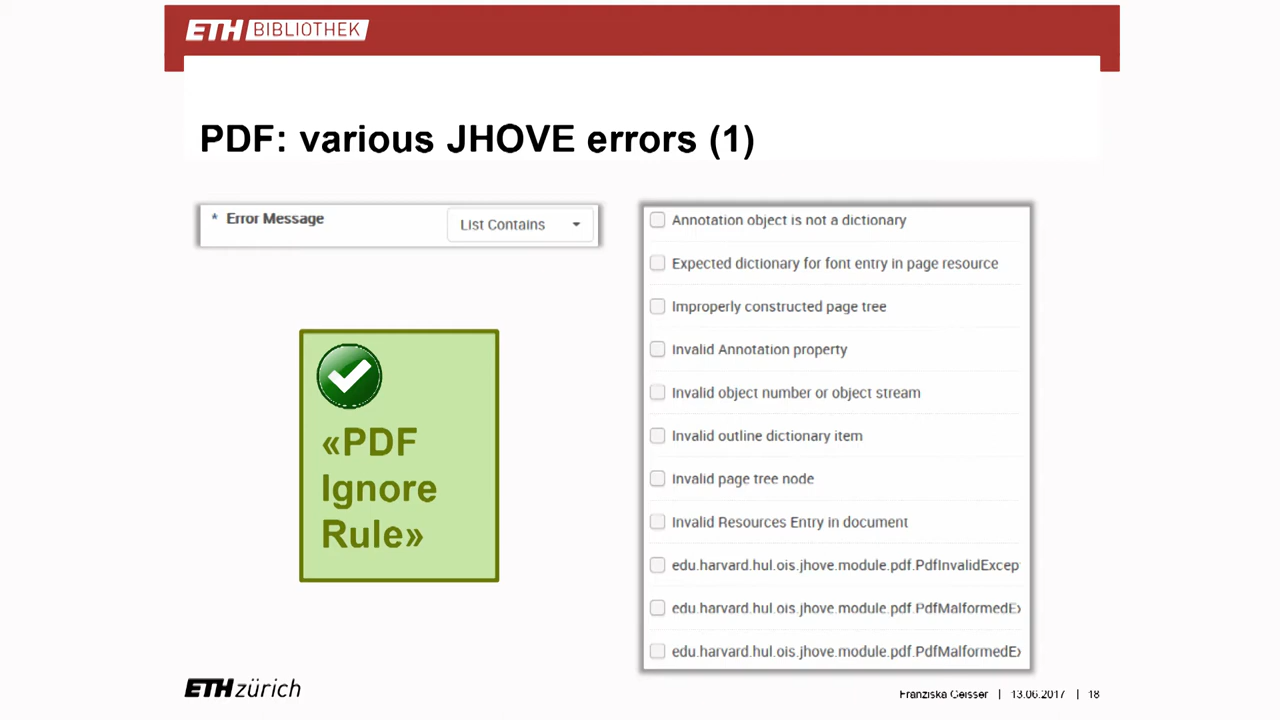 ETH BIBLIOTHEK
PDF: various JHOVE errors (1)
* Error Message
List Contains
«PDF
Ignore
Rule»
Annotation object is not a dictionary
Expected dictionary for font entry in page resource
Improperly constructed page tree
Invalid Annotation property
Invalid object number or object stream
Invalid outline dictionary item
Invalid page tree node
Invalid Resources Entry in document
edu.harvard.hul.ois.jhove.module.pdf.PdfInvalidExcep
edu.harvard.hul.ois.jhove.module.pdf.PdfMalformedEx
edu.harvard.hul.ois.jhove.module.pdf.PdfMalformedEx
ETH zürich
Franziska Geisser | 13.06.2017 | 18